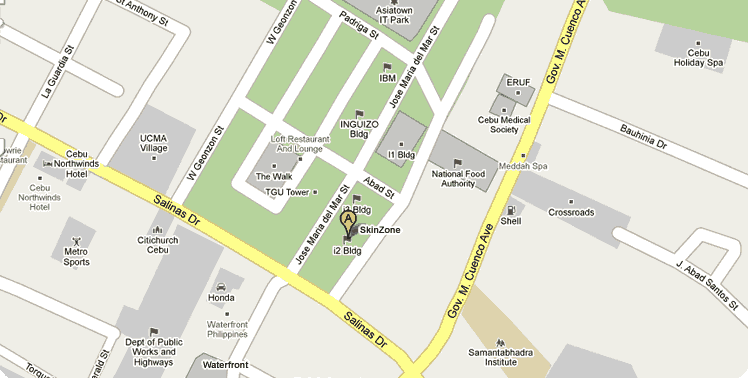 Asiatown
IT Park
Padriga St
W Geonzon St
st Anthony St
La Guardia St
Gov. M. Cuenco Ave
Cebu
Holiday Spa
IBM
Jose Maria del Mar St
ERUF
Cebu Medical
Society
Bauhinia Dr
INGUIZO
Bldg
UCMA
Village
Loft Restaurant
And Lounge
I1 Bldg
Dr
Restaurant
Cebu
Northwinds
Hotel
W Geonzon St
The Walk
TGU Tower
Abad St
National Food
Authority
Meddah Spa
Cebu
Northwinds
Hotel
Salinas Dr
Jose Maria del Mar St
i3 Bldg
A
SkinZone
i2 Bldg
Shell
Crossroads
Metro
Sports
Citichurch
Cebu
Gov. M. Cuenco Ave
J. Abad Santos St
Honda
Waterfront
Philippines
Salinas Dr
Dept of Public
Works and
Highways
Waterfront
Samantabhadra
Institute